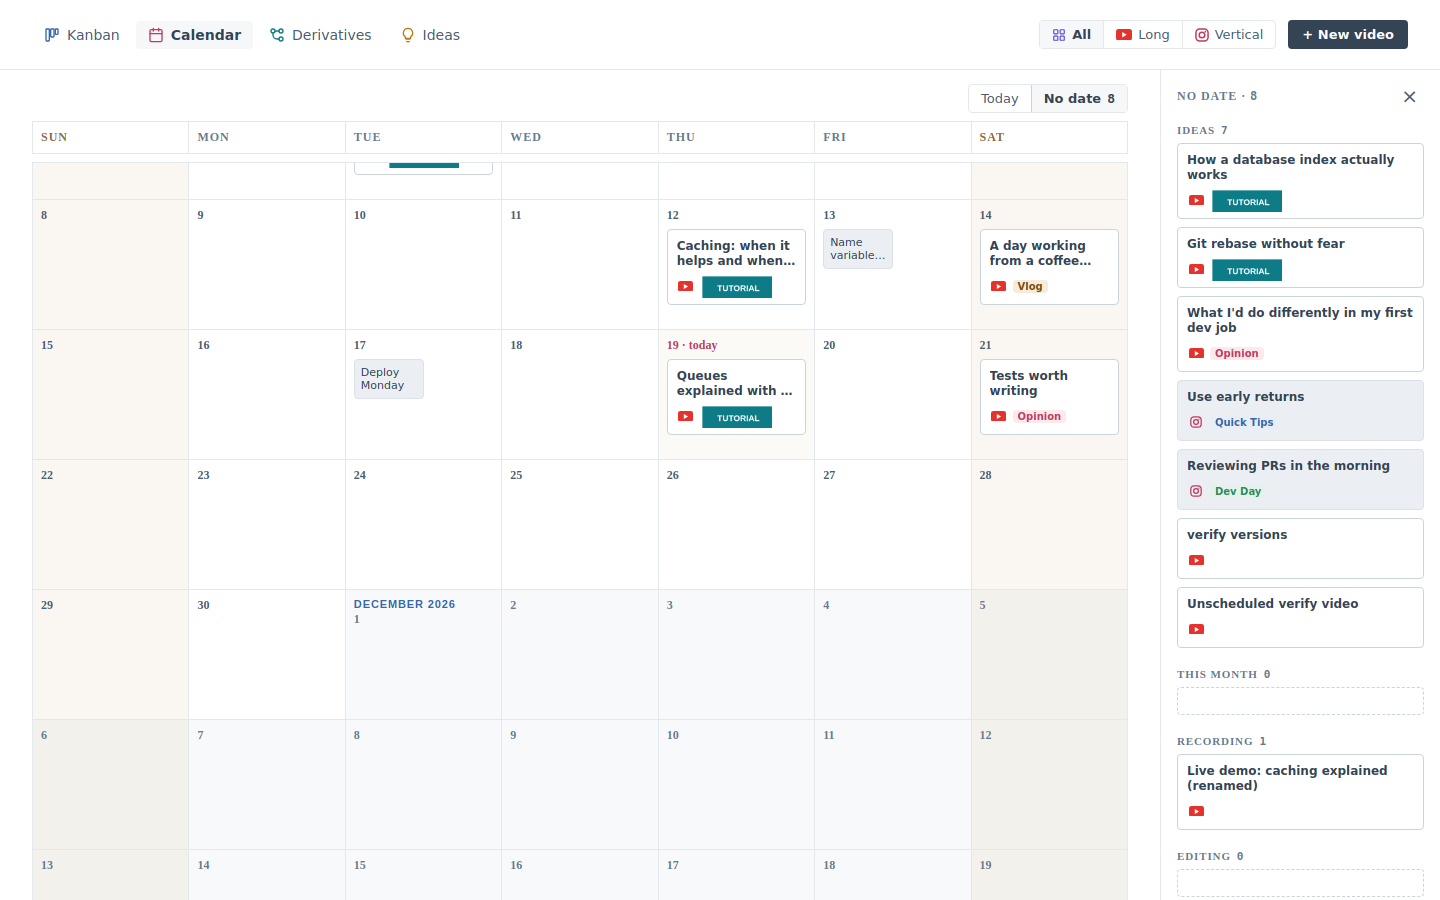 Kanban
Calendar
Derivatives
Ideas
All
Long
Vertical
+ New video
Today
No date 8
SUN
MON
TUE
WED
THU
FRI
SAT
8
9
10
11
12
Caching: when it
helps and when…
TUTORIAL
13
Name
variable…
14
A day working
from a coffee…
Vlog
15
16
17
Deploy
Monday
18
19 · today
Queues
explained with …
TUTORIAL
20
21
Tests worth
writing
Opinion
22
23
24
25
26
27
28
29
30
DECEMBER 2026
1
2
3
4
5
6
7
8
9
10
11
12
13
14
15
16
17
18
19
NO DATE · 8
IDEAS 7
How a database index actually
works
TUTORIAL
Git rebase without fear
TUTORIAL
What I'd do differently in my first
dev job
Opinion
Use early returns
Quick Tips
Reviewing PRs in the morning
Dev Day
verify versions
Unscheduled verify video
THIS MONTH 0
RECORDING 1
Live demo: caching explained
(renamed)
EDITING 0